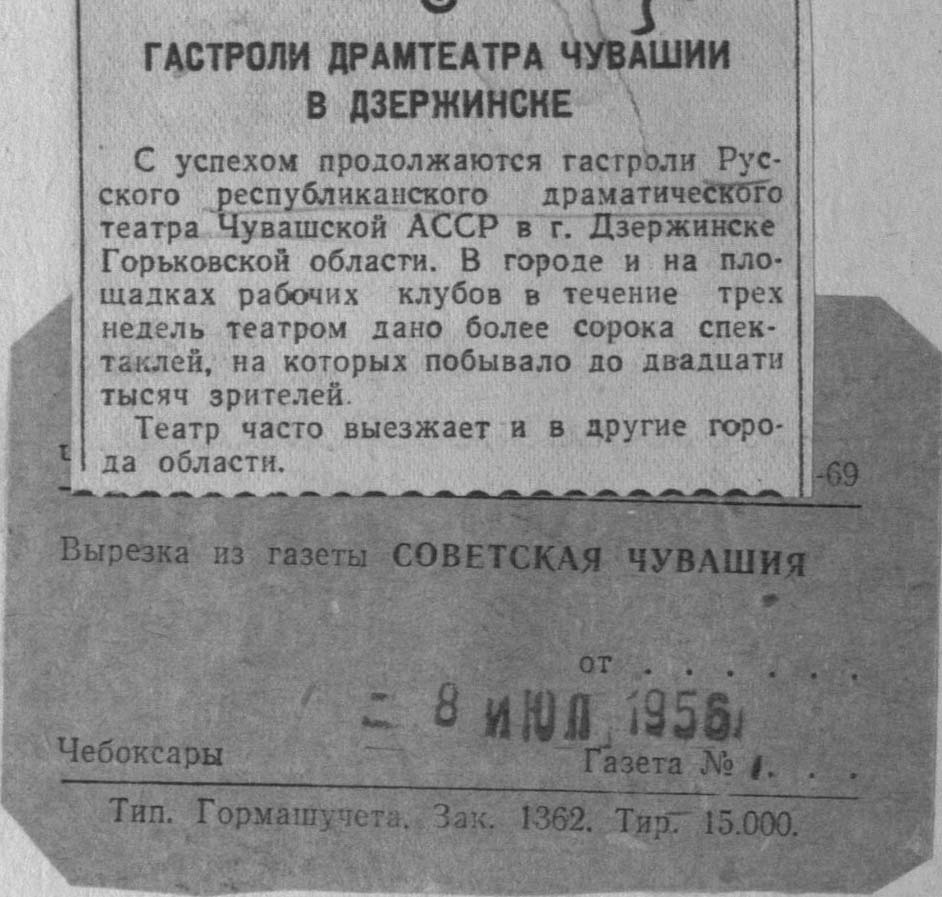 ГАСТРОЛИ ДРАМТЕАТРА ЧУВАШИИ
В ДЗЕРЖИНСКЕ
С успехом продолжаются гастроли Рус-
ского республиканского драматического
театра Чувашской АССР в г. Дзержинске
Горьковской области. В городе и на пло-
щадках рабочих клубов в течение трех
недель театром дано более сорока спек-
таклей, на которых побывало до двадцати
тысяч зрителей.
Театр часто выезжает и в другие горо-
да области.
-69
Вырезка из газеты СОВЕТСКАЯ ЧУВАШИЯ
от . . . . . .
= 8 ИЮЛ 1956
Чебоксары Газета № . . .
Тип. Гормашучета. Зак. 1362. Тир. 15.000.